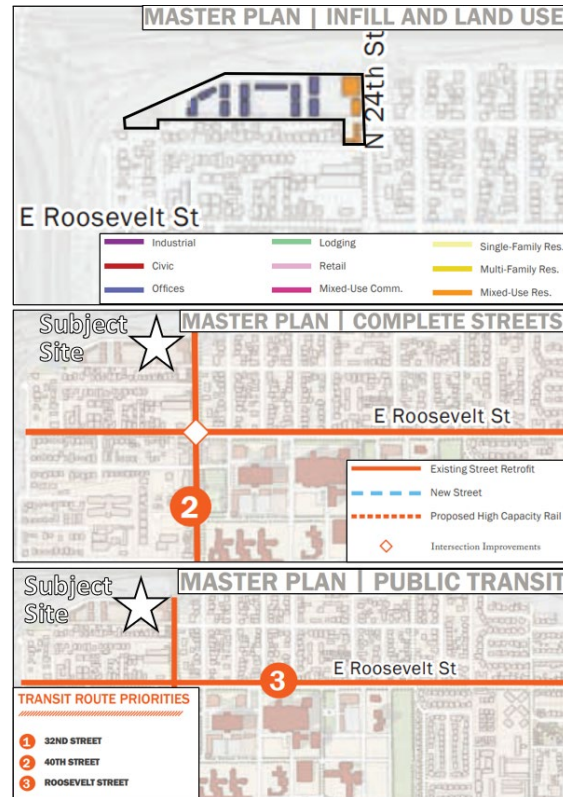 MASTER PLAN | INFILL AND LAND USE
N 24th St
E Roosevelt St
Industrial
Civic
Offices
Lodging
Retail
Mixed-Use Comm.
Single-Family Res.
Multi-Family Res.
Mixed-Use Res.
Subject
Site
MASTER PLAN | COMPLETE STREETS
E Roosevelt St
2
Existing Street Retrofit
New Street
Proposed High Capacity Rail
Intersection Improvements
Subject
Site
MASTER PLAN | PUBLIC TRANSIT
E Roosevelt St
3
TRANSIT ROUTE PRIORITIES
1 32ND STREET
2 40TH STREET
3 ROOSEVELT STREET